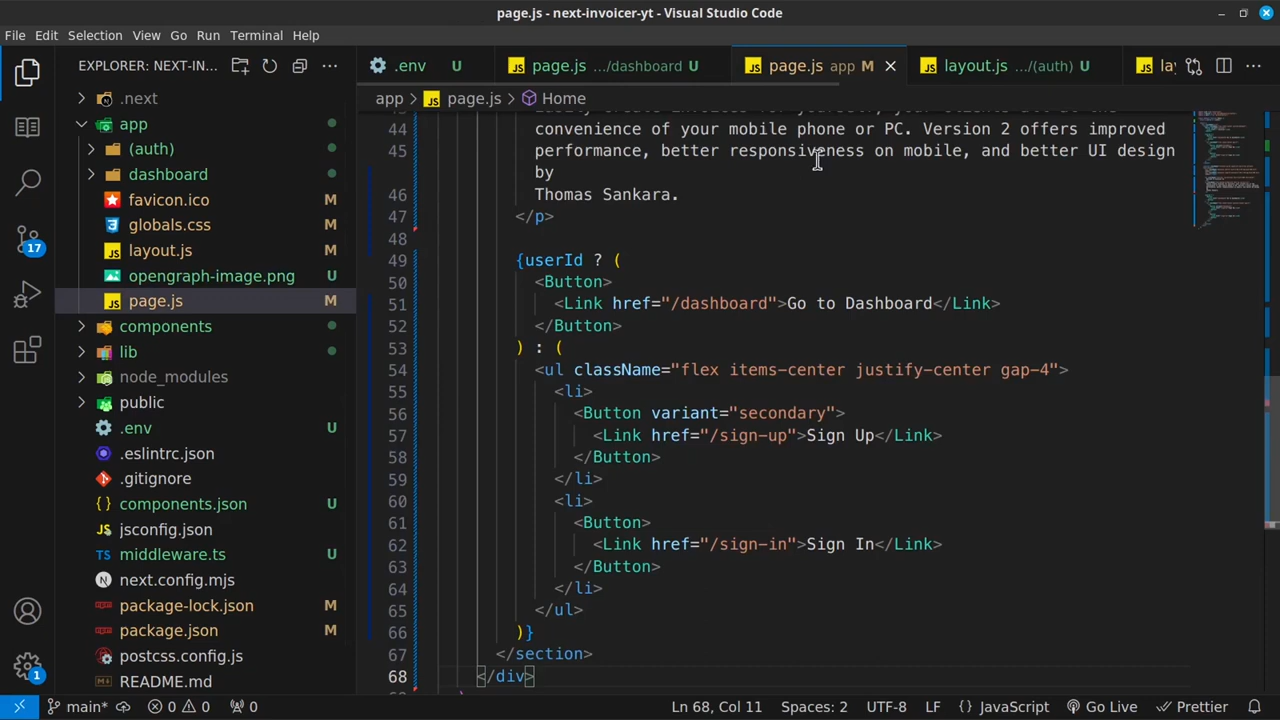 page.js - next-invoicer-yt - Visual Studio Code
File Edit Selection View Go Run Terminal Help
EXPLORER: NEXT-IN...
.env U
page.js .../dashboard U
page.js app M
layout.js .../(auth) U
la
app > page.js > Home
.next
app
(auth)
dashboard
favicon.ico M
globals.css M
layout.js M
opengraph-image.png U
page.js M
components
lib
node_modules
public
.env U
.eslintrc.json
.gitignore
components.json U
jsconfig.json
middleware.ts U
next.config.mjs
package-lock.json M
package.json M
postcss.config.js
README.md
17
1
44 convenience of your mobile phone or PC. Version 2 offers improved
45 performance, better responsiveness on mobile, and better UI design
by
46 Thomas Sankara.
47 </p>
48
49 {userId ? (
50 <Button>
51 <Link href="/dashboard">Go to Dashboard</Link>
52 </Button>
53 ) : (
54 <ul className="flex items-center justify-center gap-4">
55 <li>
56 <Button variant="secondary">
57 <Link href="/sign-up">Sign Up</Link>
58 </Button>
59 </li>
60 <li>
61 <Button>
62 <Link href="/sign-in">Sign In</Link>
63 </Button>
64 </li>
65 </ul>
66 )}
67 </section>
68 </div>
main* 0 0 0 Ln 68, Col 11 Spaces: 2 UTF-8 LF {} JavaScript Go Live Prettier